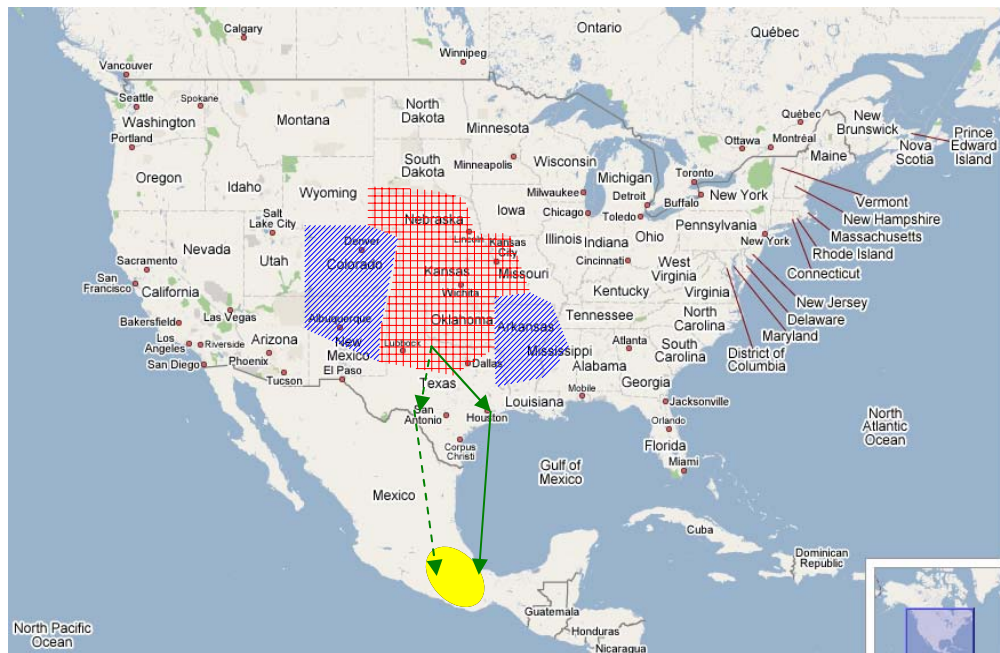 Calgary
Ontario
Québec
Winnipeg
Vancouver
Seattle
Spokane
Washington
Portland
Montana
North
Dakota
Minnesota
Québec
New
Brunswick
Prince
Edward
Island
Nova
Scotia
Ottawa
Montréal
Maine
Oregon
Idaho
Wyoming
South
Dakota
Minneapolis
Wisconsin
Michigan
Toronto
Milwaukee
Detroit
Buffalo
New York
Vermont
New Hampshire
Massachusetts
Rhode Island
Connecticut
Salt
Lake City
Nebraska
Lincoln
Iowa
Chicago
Toledo
Pennsylvania
New York
Nevada
Utah
Denver
Colorado
Kansas
City
Kansas
Missouri
Illinois
Indiana
Ohio
Cincinnati
West
Virginia
Virginia
New Jersey
Delaware
Maryland
District of
Columbia
Sacramento
San
Francisco
California
Las Vegas
Bakersfield
Los
Angeles
Riverside
San Diego
Arizona
Phoenix
Tucson
Albuquerque
New
Mexico
El Paso
Wichita
Oklahoma
Lubbock
Dallas
Texas
Kentucky
Tennessee
North
Carolina
South
Carolina
Arkansas
Mississippi
Alabama
Atlanta
Georgia
Mobile
Louisiana
Jacksonville
Orlando
Florida
Miami
San
Antonio
Houston
Corpus
Christi
Gulf of
Mexico
North
Atlantic
Ocean
Mexico
Cuba
Dominican
Republic
Guatemala
Honduras
Nicaragua
North Pacific
Ocean